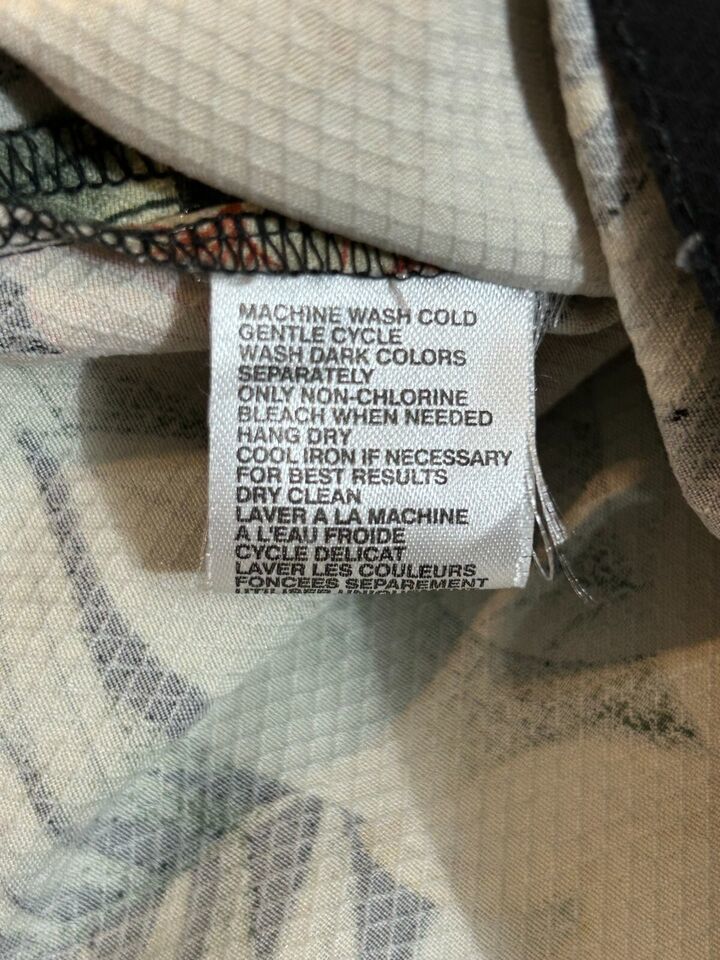 MACHINE WASH COLD
GENTLE CYCLE
WASH DARK COLORS
SEPARATELY
ONLY NON-CHLORINE
BLEACH WHEN NEEDED
HANG DRY
COOL IRON IF NECESSARY
FOR BEST RESULTS
DRY CLEAN
LAVER A LA MACHINE
A L'EAU FROIDE
CYCLE DELICAT
LAVER LES COULEURS
FONCEES SEPAREMENT